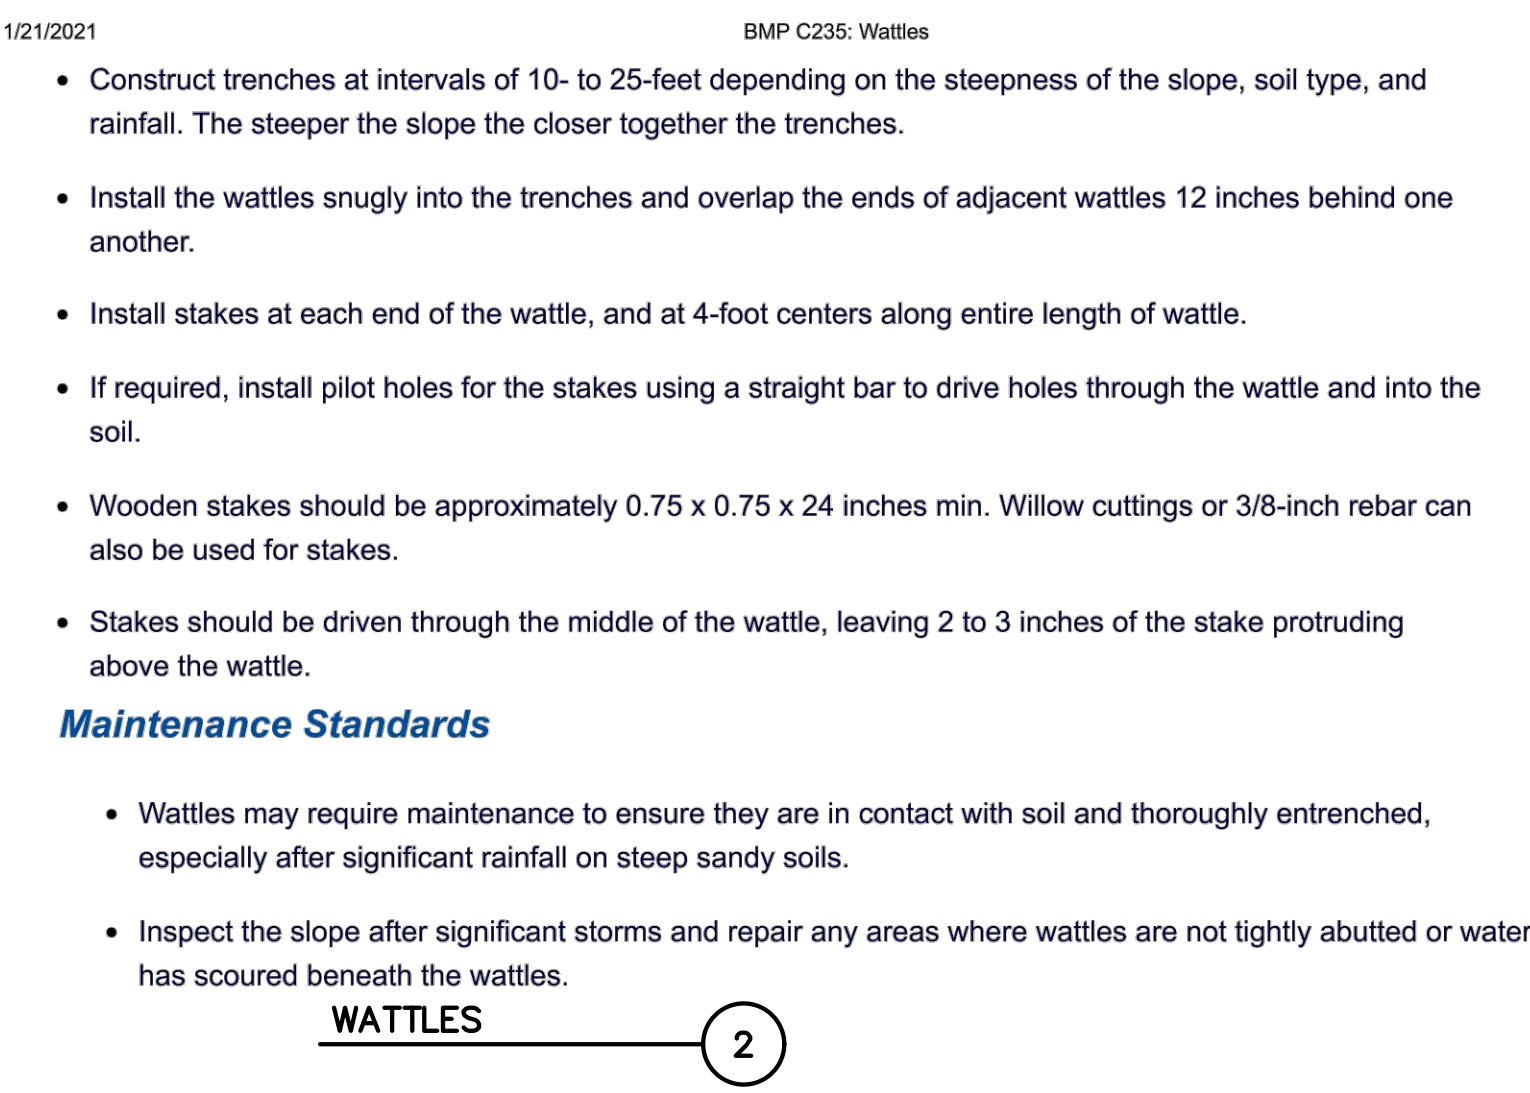 1/21/2021 BMP C235: Wattles
• Construct trenches at intervals of 10- to 25-feet depending on the steepness of the slope, soil type, and
rainfall. The steeper the slope the closer together the trenches.
• Install the wattles snugly into the trenches and overlap the ends of adjacent wattles 12 inches behind one
another.
• Install stakes at each end of the wattle, and at 4-foot centers along entire length of wattle.
• If required, install pilot holes for the stakes using a straight bar to drive holes through the wattle and into the
soil.
• Wooden stakes should be approximately 0.75 x 0.75 x 24 inches min. Willow cuttings or 3/8-inch rebar can
also be used for stakes.
• Stakes should be driven through the middle of the wattle, leaving 2 to 3 inches of the stake protruding
above the wattle.
Maintenance Standards
• Wattles may require maintenance to ensure they are in contact with soil and thoroughly entrenched,
especially after significant rainfall on steep sandy soils.
• Inspect the slope after significant storms and repair any areas where wattles are not tightly abutted or water
has scoured beneath the wattles.
WATTLES
2